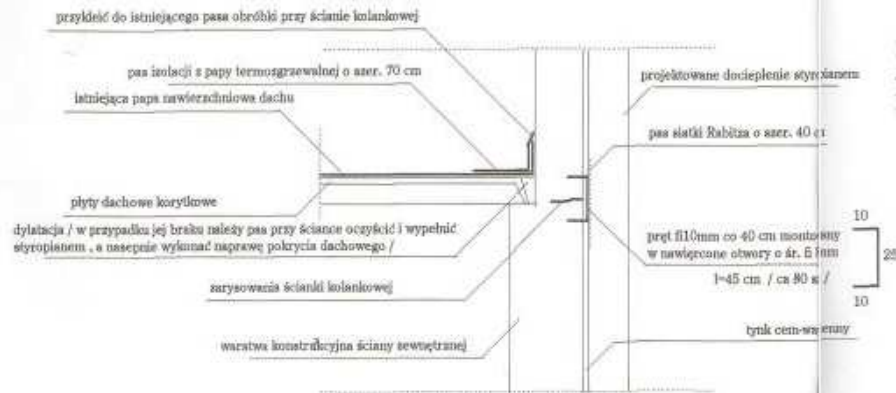 przykleić do istniejącego pasa obróbki przy ścianie kolankowej
pas izolacji z papy termozgrzewalnej o szer. 70 cm
istniejąca papa nawierzchniowa dachu
płyty dachowe korytkowe
dylatacja / w przypadku jej braku należy pas przy ściance oczyścić i wypełnić
styropianem , a nasepnie wykonać naprawę pokrycia dachowego /
zarysowania ścianki kolankowej
warstwa konstrukcyjna ściany zewnętrznej
projektowane docieplenie styropianem
pas siatki Rabitza o szer. 40 cm
pręt fi10mm co 40 cm montowany
w nawiercone otwory o śr.
l=45 cm / ca 80 /
tynk cem-wapienny
10
25
10